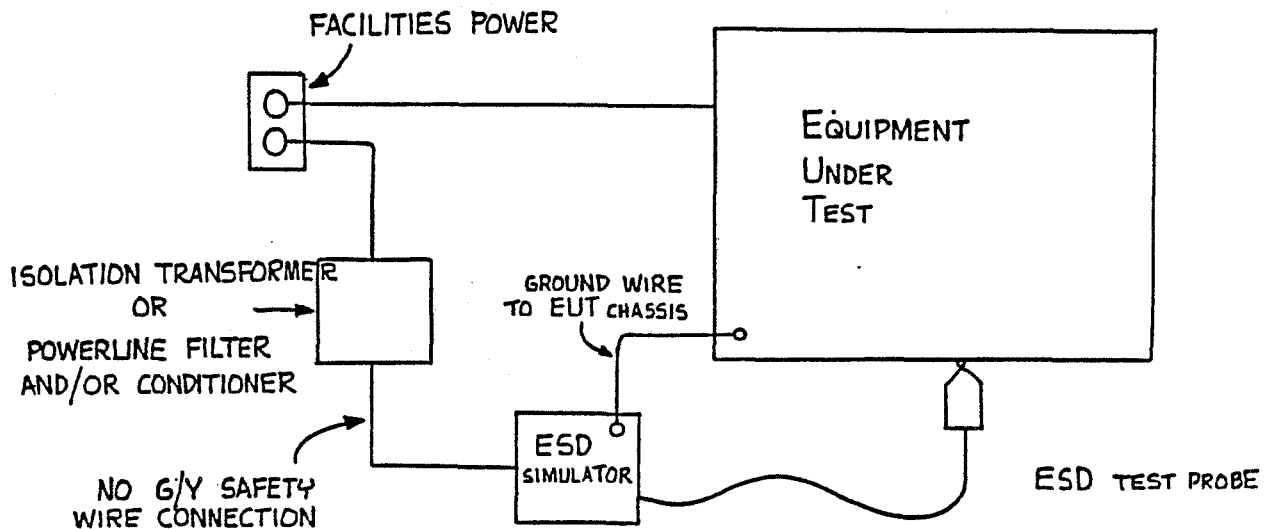 FACILITIES POWER
EQUIPMENT
UNDER
TEST
ISOLATION TRANSFORMER
OR
POWERLINE FILTER
AND/OR CONDITIONER
GROUND WIRE
TO EUT CHASSIS
ESD
SIMULATOR
NO G/Y SAFETY
WIRE CONNECTION
ESD TEST PROBE